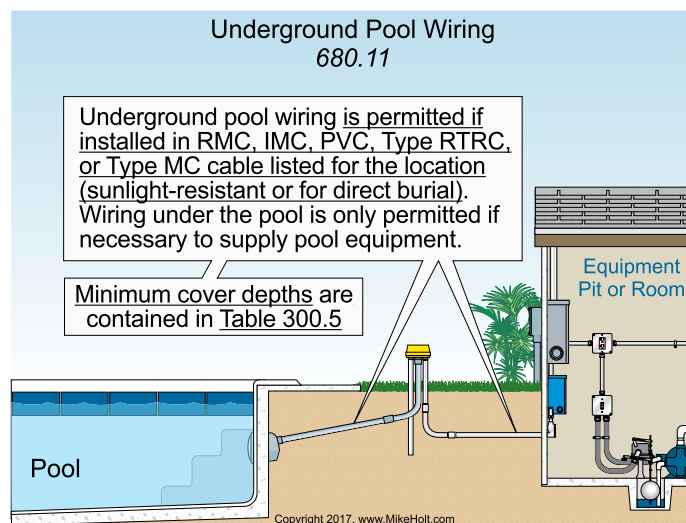 Underground Pool Wiring
680.11
Underground pool wiring is permitted if
installed in RMC, IMC, PVC, Type RTRC,
or Type MC cable listed for the location
(sunlight-resistant or for direct burial).
Wiring under the pool is only permitted if
necessary to supply pool equipment.
Minimum cover depths are
contained in Table 300.5
Equipment
Pit or Room
Pool
Copyright 2017, www.MikeHolt.com